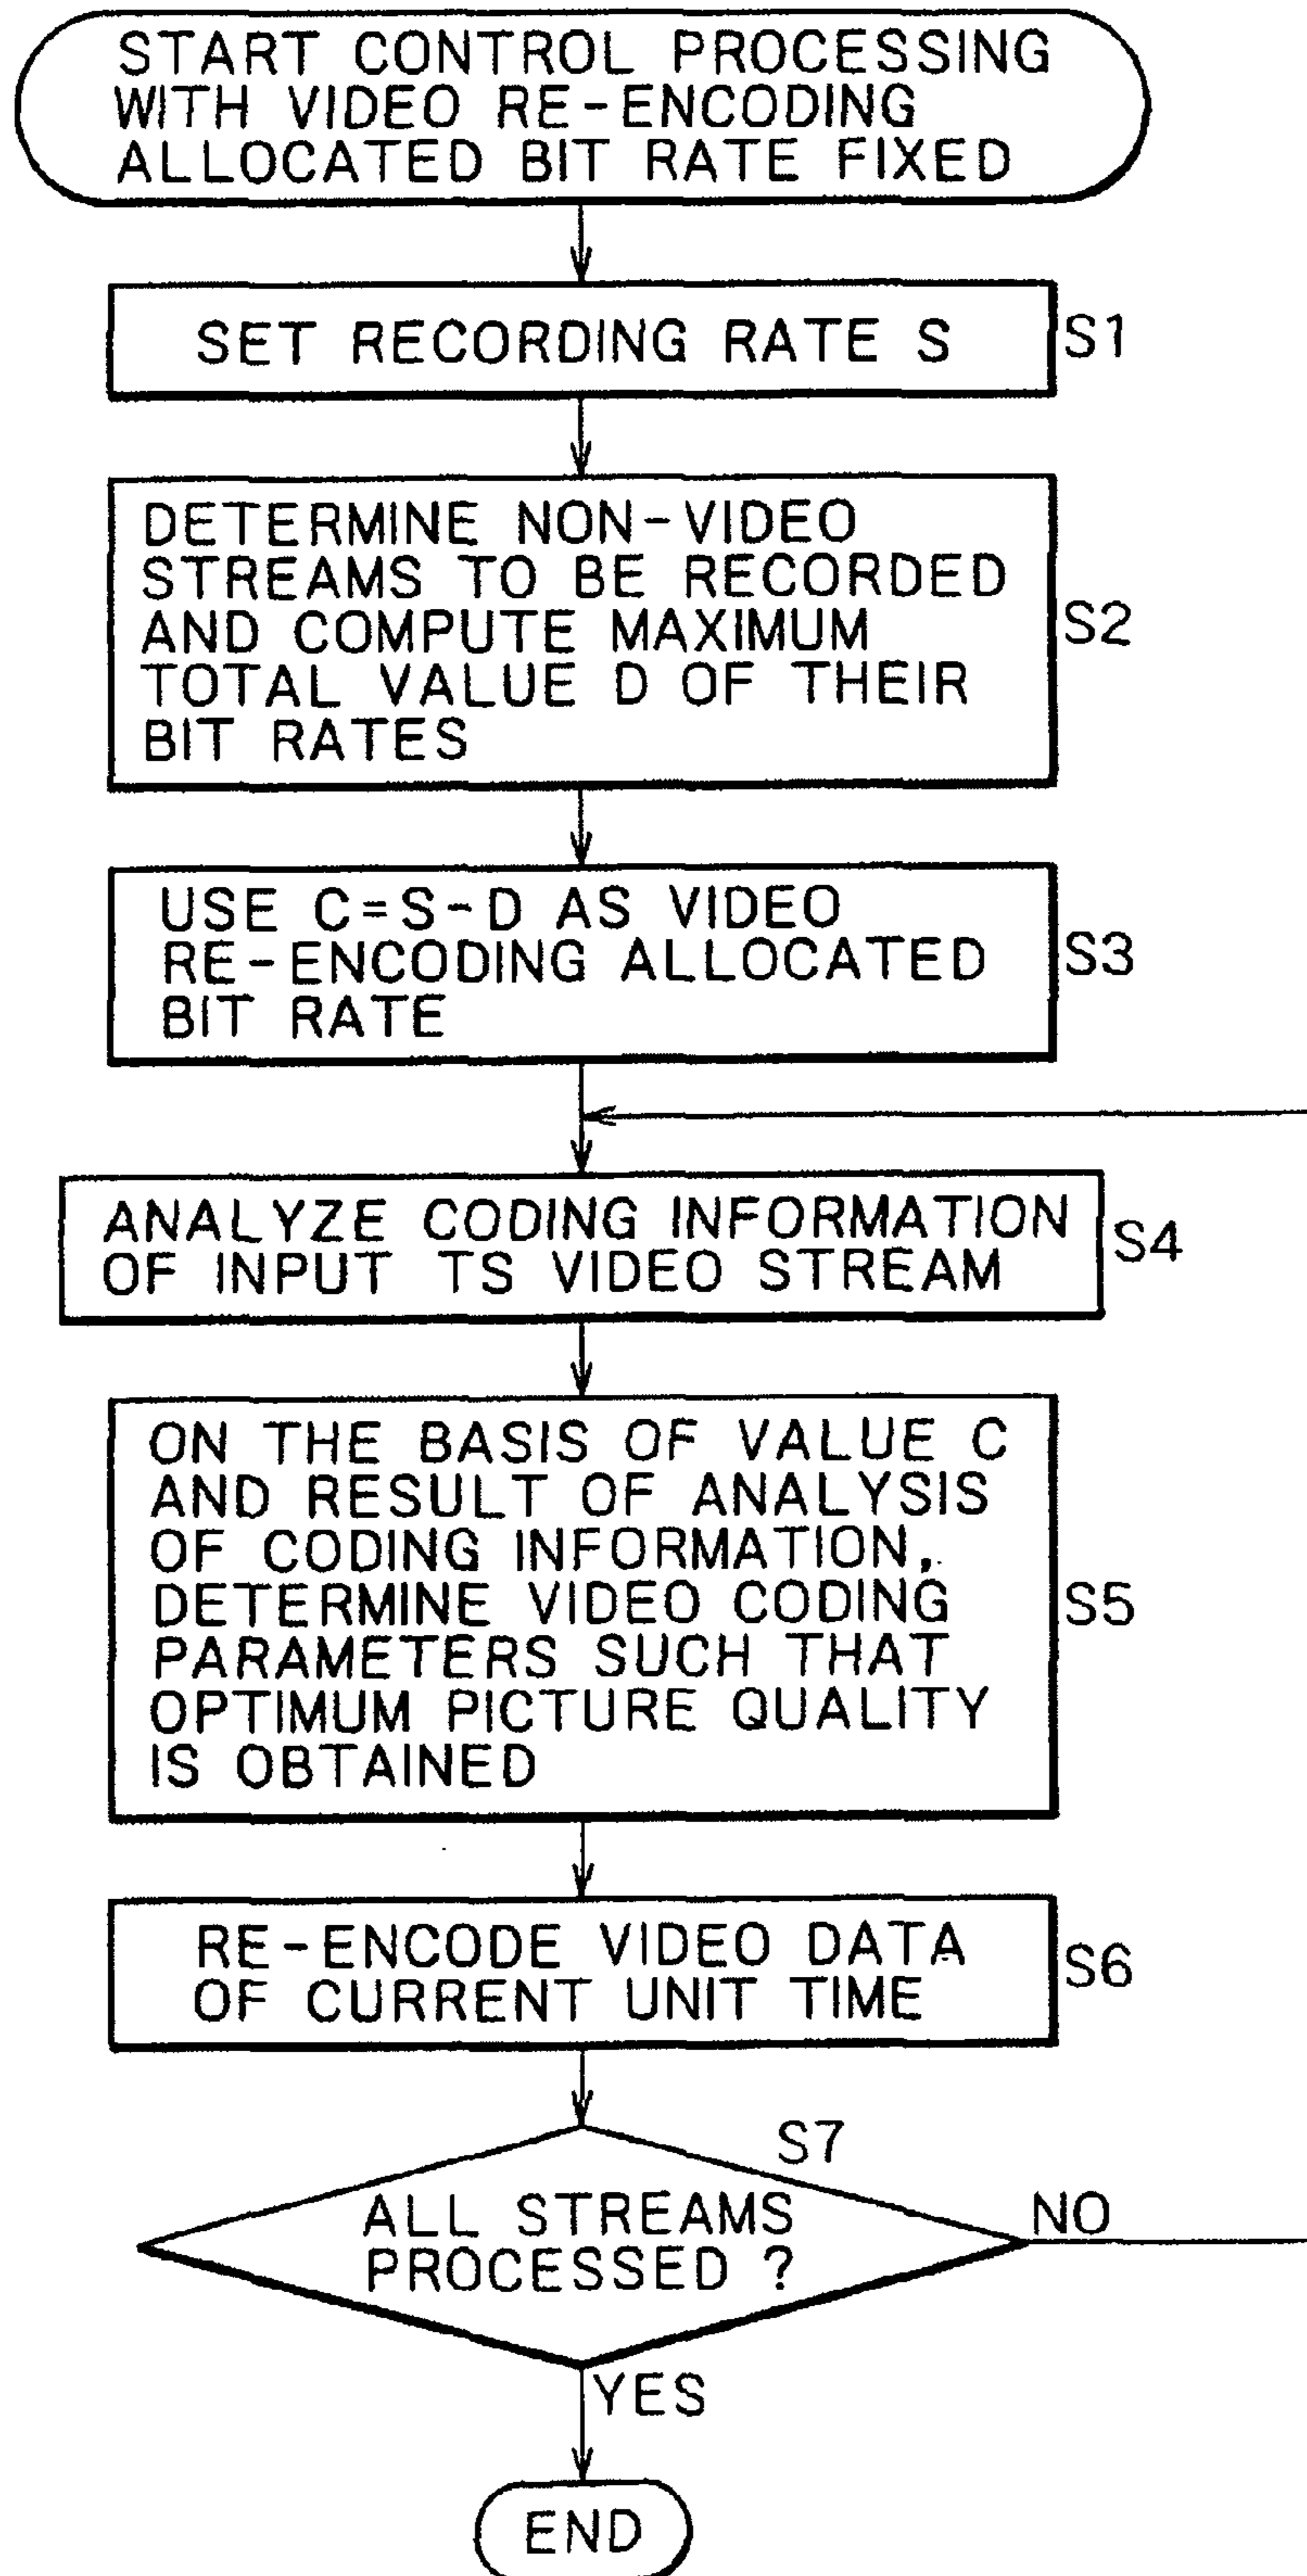 START CONTROL PROCESSING
WITH VIDEO RE-ENCODING
ALLOCATED BIT RATE FIXED
SET RECORDING RATE S
S1
DETERMINE NON-VIDEO
STREAMS TO BE RECORDED
AND COMPUTE MAXIMUM
TOTAL VALUE D OF THEIR
BIT RATES
S2
USE C=S-D AS VIDEO
RE-ENCODING ALLOCATED
BIT RATE
S3
ANALYZE CODING INFORMATION
OF INPUT TS VIDEO STREAM
S4
ON THE BASIS OF VALUE C
AND RESULT OF ANALYSIS
OF CODING INFORMATION,
DETERMINE VIDEO CODING
PARAMETERS SUCH THAT
OPTIMUM PICTURE QUALITY
IS OBTAINED
S5
RE-ENCODE VIDEO DATA
OF CURRENT UNIT TIME
S6
S7
ALL STREAMS
PROCESSED ?
NO
YES
END